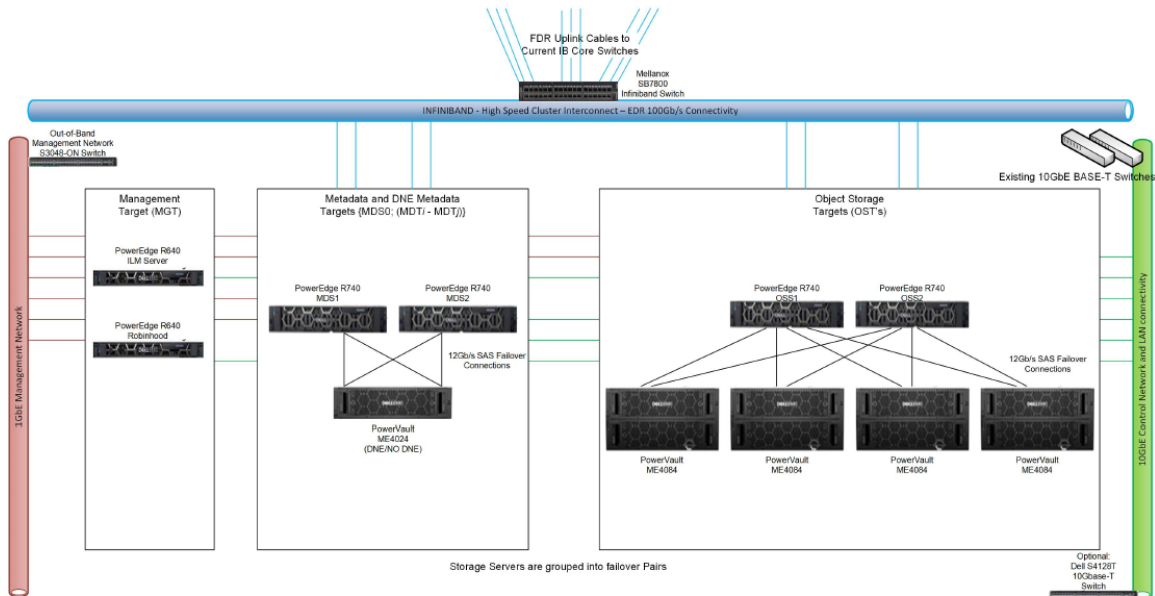 FDR Uplink Cables to
Current IB Core Switches
Mellanox
SB7800
Infiniband Switch
INFINIBAND - High Speed Cluster Interconnect – EDR 100Gb/s Connectivity
Out-of-Band
Management Network
S3048-ON Switch
Existing 10GbE BASE-T Switches
1GbE Management Network
10GbE Control Network and LAN connectivity
Management
Target (MGT)
PowerEdge R640
ILM Server
PowerEdge R640
Robinhood
Metadata and DNE Metadata
Targets {MDS0; (MDTi - MDTj)}
PowerEdge R740
MDS1
PowerEdge R740
MDS2
12Gb/s SAS Failover
Connections
PowerVault
ME4024
(DNE/NO DNE)
Object Storage
Targets (OST's)
PowerEdge R740
OSS1
PowerEdge R740
OSS2
12Gb/s SAS Failover
Connections
PowerVault
ME4084
PowerVault
ME4084
PowerVault
ME4084
PowerVault
ME4084
Storage Servers are grouped into failover Pairs
Optional:
Dell S4128T
10Gbase-T
Switch